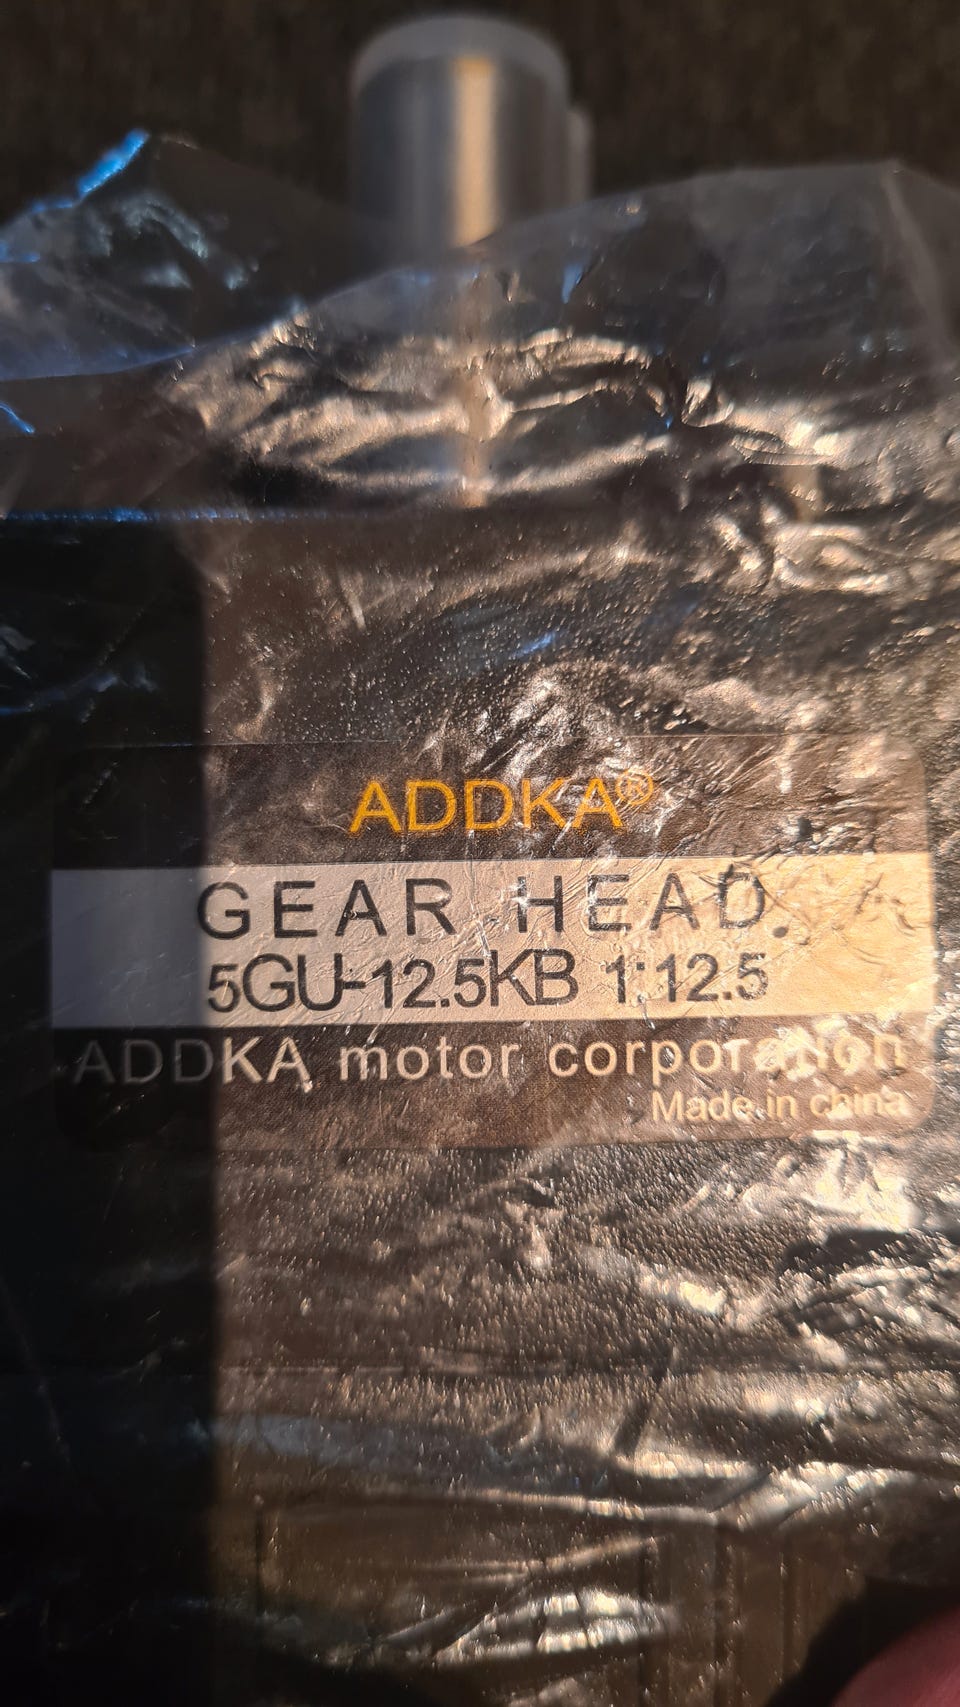 ADDKA®
GEAR HEAD
5GU-12.5KB 1:12.5
ADDKA motor corporation
Made in china